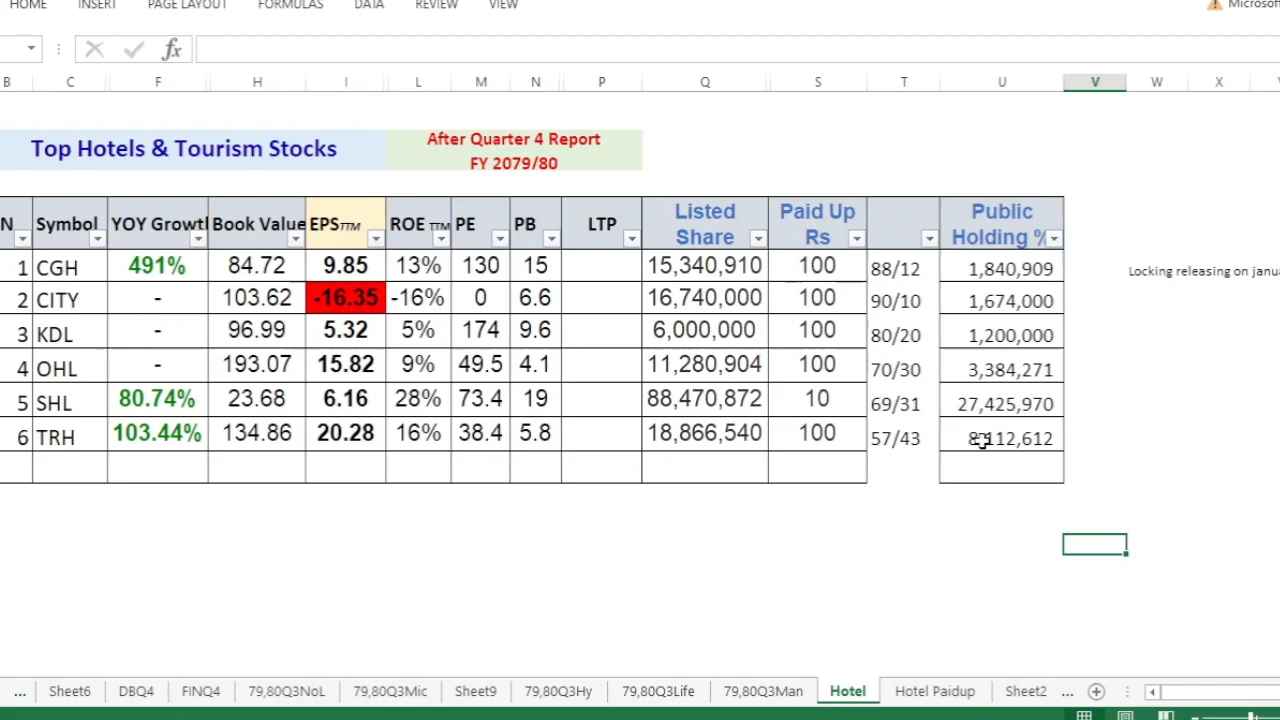 HOME INSERT PAGE LAYOUT FORMULAS DATA REVIEW VIEW
fx
B C F H I L M N P Q S T U V W X
Top Hotels & Tourism Stocks
After Quarter 4 Report
FY 2079/80
N Symbol YOY Growth Book Value EPSTTM ROE TTM PE PB LTP Listed Share Paid Up Rs Public Holding %
1 CGH 491% 84.72 9.85 13% 130 15 15,340,910 100 88/12 1,840,909 Locking releasing on
2 CITY - 103.62 -16.35 -16% 0 6.6 16,740,000 100 90/10 1,674,000
3 KDL - 96.99 5.32 5% 174 9.6 6,000,000 100 80/20 1,200,000
4 OHL - 193.07 15.82 9% 49.5 4.1 11,280,904 100 70/30 3,384,271
5 SHL 80.74% 23.68 6.16 28% 73.4 19 88,470,872 10 69/31 27,425,970
6 TRH 103.44% 134.86 20.28 16% 38.4 5.8 18,866,540 100 57/43 8,112,612
... Sheet6 DBQ4 FINQ4 79,80Q3NoL 79,80Q3Mic Sheet9 79,80Q3Hy 79,80Q3Life 79,80Q3Man Hotel Hotel Paidup Sheet2 ...